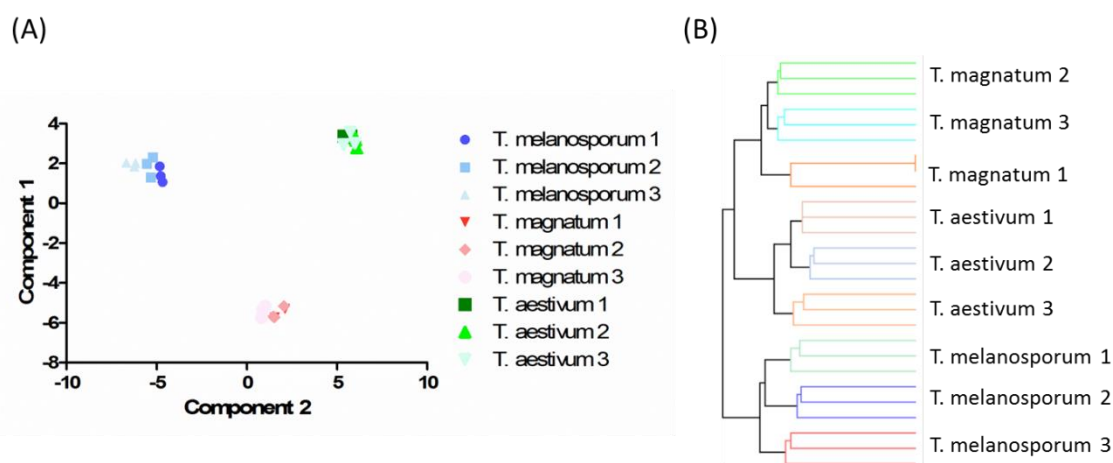 (A)
4
2
0
-2
-4
-6
-8
-10
-5
0
5
10
Component 1
Component 2
T. melanosporum 1
T. melanosporum 2
T. melanosporum 3
T. magnatum 1
T. magnatum 2
T. magnatum 3
T. aestivum 1
T. aestivum 2
T. aestivum 3
(B)
T. magnatum 2
T. magnatum 3
T. magnatum 1
T. aestivum 1
T. aestivum 2
T. aestivum 3
T. melanosporum 1
T. melanosporum 2
T. melanosporum 3